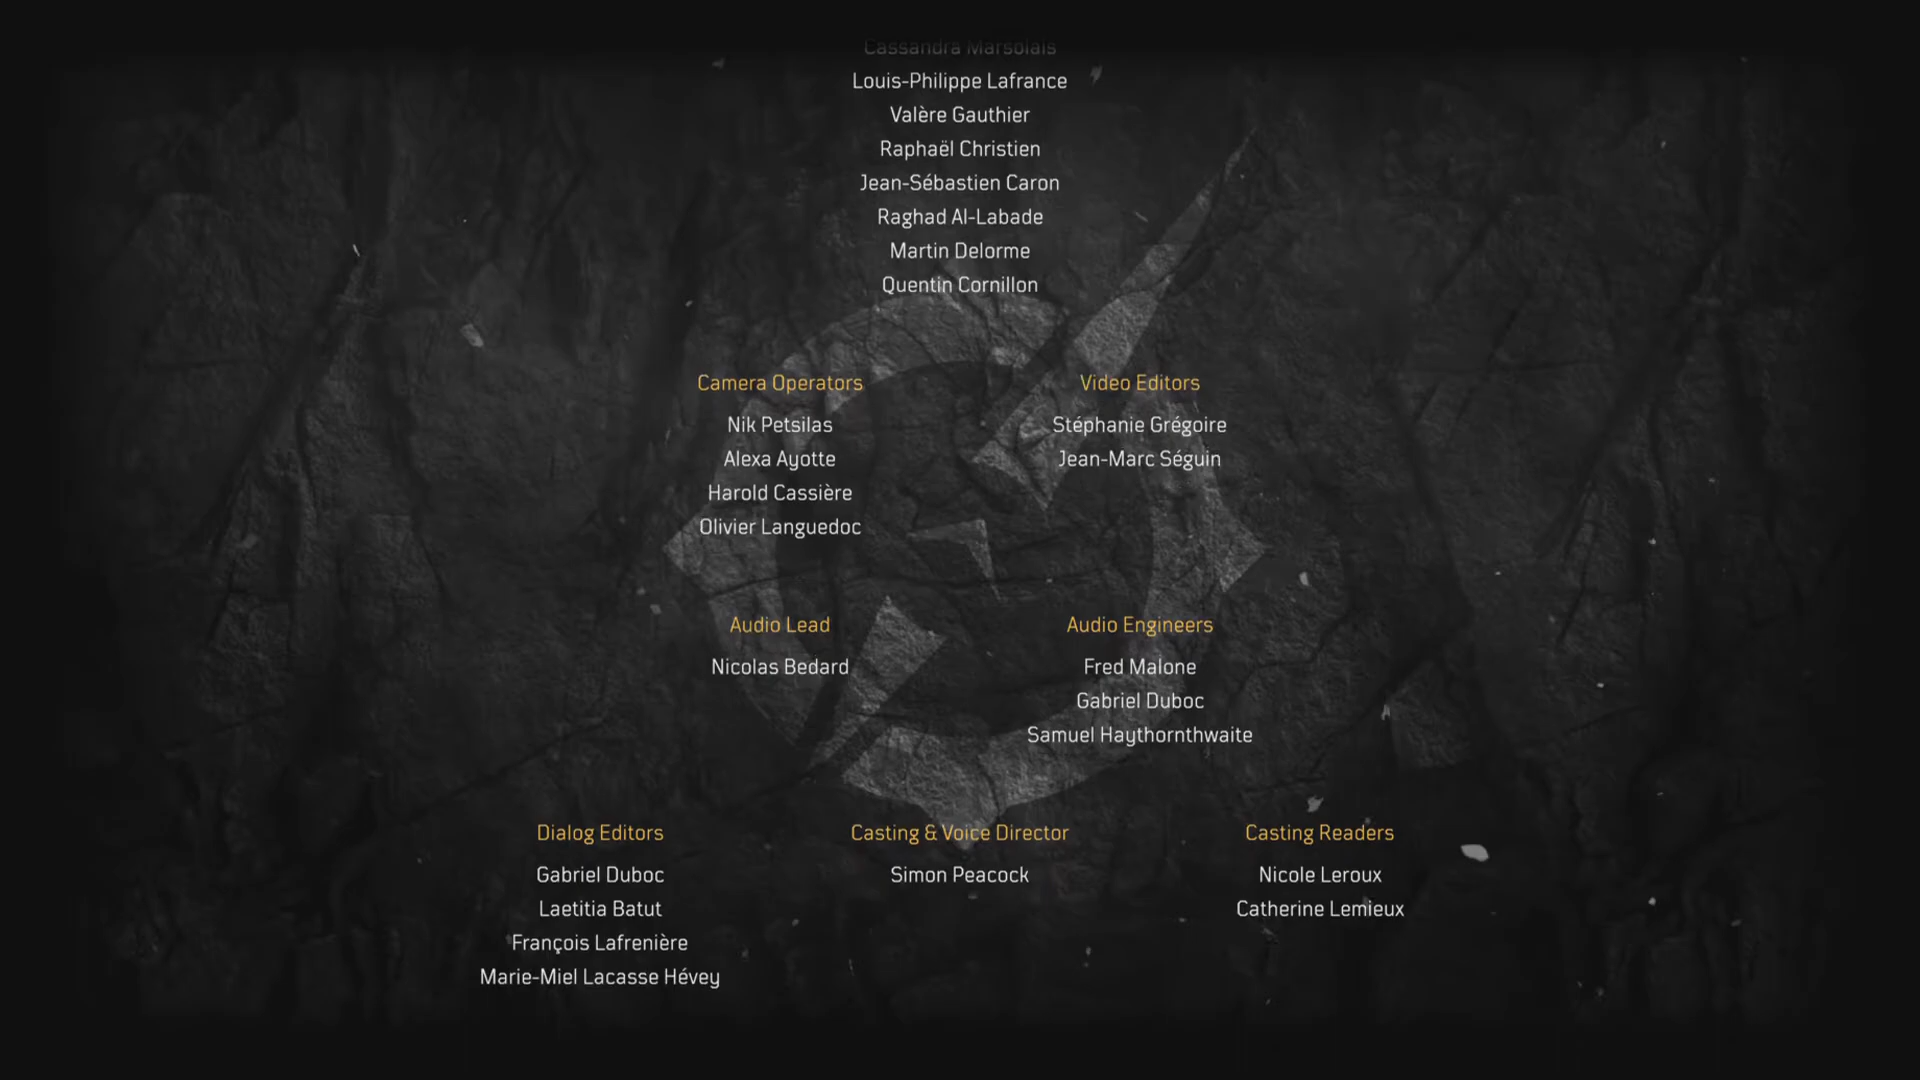 Cassandra Marsolais
Louis-Philippe Lafrance
Valère Gauthier
Raphaël Christien
Jean-Sébastien Caron
Raghad Al-Labade
Martin Delorme
Quentin Cornillon
Camera Operators
Nik Petsilas
Alexa Ayotte
Harold Cassière
Olivier Languedoc
Video Editors
Stéphanie Grégoire
Jean-Marc Séguin
Audio Lead
Nicolas Bedard
Audio Engineers
Fred Malone
Gabriel Duboc
Samuel Haythornthwaite
Dialog Editors
Gabriel Duboc
Laetitia Batut
François Lafrenière
Marie-Miel Lacasse Hévey
Casting & Voice Director
Simon Peacock
Casting Readers
Nicole Leroux
Catherine Lemieux